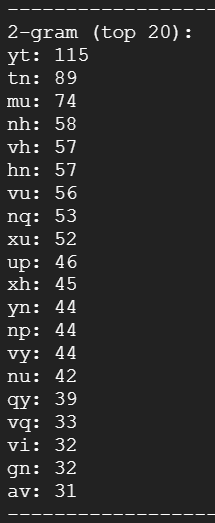 ------------------
2-gram (top 20):
yt: 115
tn: 89
mu: 74
nh: 58
vh: 57
hn: 57
vu: 56
nq: 53
xu: 52
up: 46
xh: 45
yn: 44
np: 44
vy: 44
nu: 42
qy: 39
vq: 33
vi: 32
gn: 32
av: 31
------------------